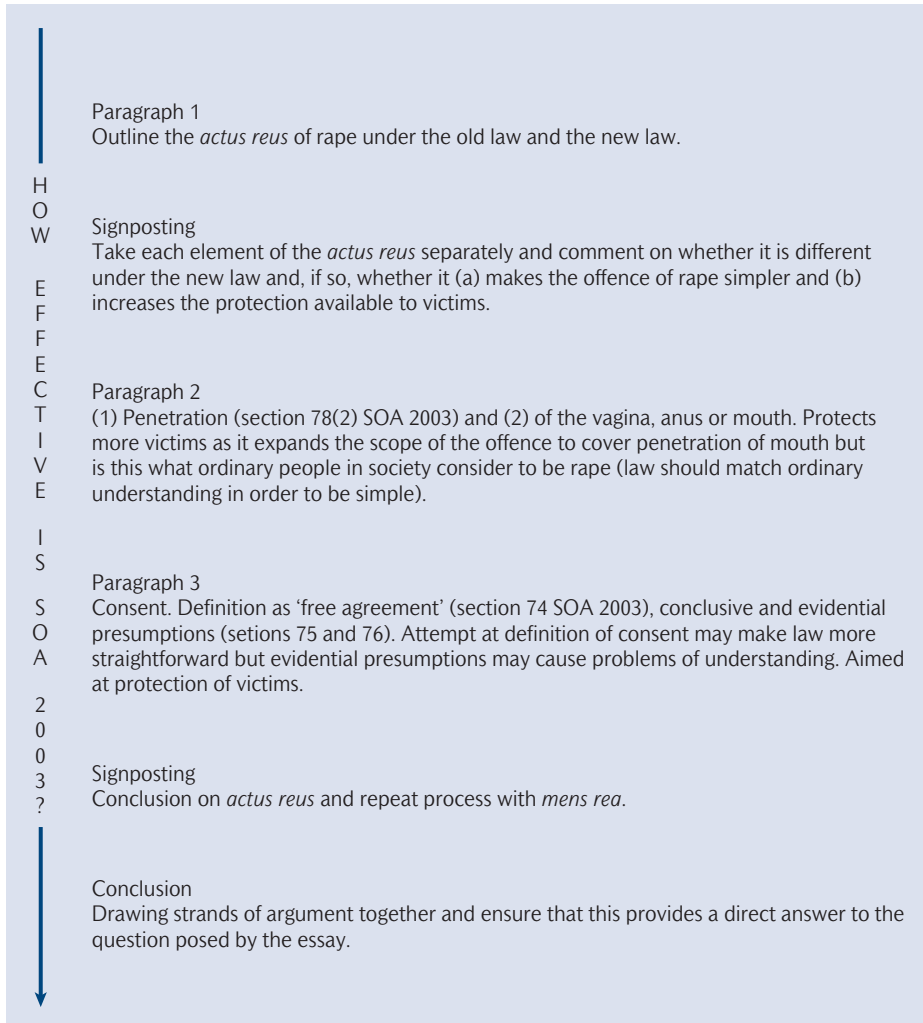 Paragraph 1
Outline the actus reus of rape under the old law and the new law.
Signposting
Take each element of the actus reus separately and comment on whether it is different
under the new law and, if so, whether it (a) makes the offence of rape simpler and (b)
increases the protection available to victims.
Paragraph 2
(1) Penetration (section 78(2) SOA 2003) and (2) of the vagina, anus or mouth. Protects
more victims as it expands the scope of the offence to cover penetration of mouth but
is this what ordinary people in society consider to be rape (law should match ordinary
understanding in order to be simple).
Paragraph 3
Consent. Definition as ‘free agreement’ (section 74 SOA 2003), conclusive and evidential
presumptions (setions 75 and 76). Attempt at definition of consent may make law more
straightforward but evidential presumptions may cause problems of understanding. Aimed
at protection of victims.
Signposting
Conclusion on actus reus and repeat process with mens rea.
Conclusion
Drawing strands of argument together and ensure that this provides a direct answer to the
question posed by the essay.
HOW EFFECTIVE IS SOA 2003?